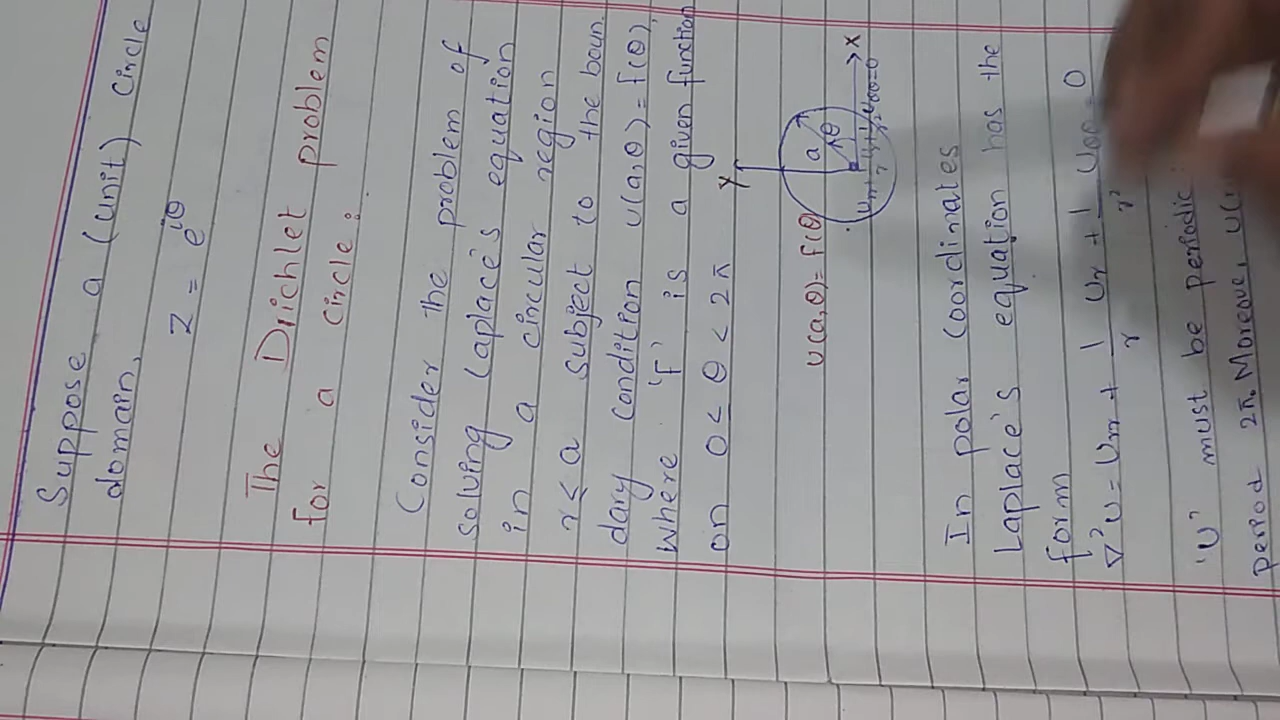 Suppose a (unit) circle
domain,
z = e^iθ
The Drichlet problem
for a circle:
Consider the problem of
solving Laplace's equation
in a circular region
r ≤ a subject to the boun
dary condition u(a,θ) = f(θ),
where 'f' is a given function
on 0 < θ < 2π
Y
u(a,θ) = f(θ)
a
θ
X
In polar coordinates
Laplace's equation has the
form
∇²u = u_rr + 1/r u_r + 1/r² u_θθ = 0
'u' must be periodic
period 2π. Moreove, u(